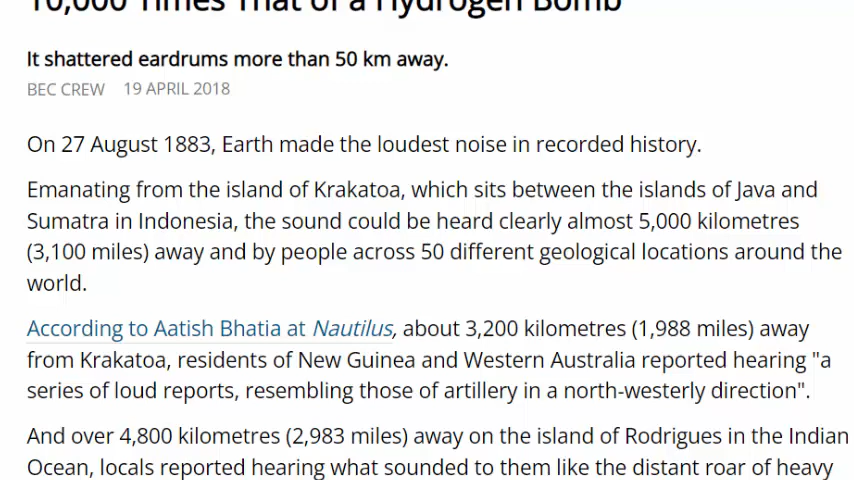 10,000 Times That of a Hydrogen Bomb
It shattered eardrums more than 50 km away.
BEC CREW 19 APRIL 2018
On 27 August 1883, Earth made the loudest noise in recorded history.
Emanating from the island of Krakatoa, which sits between the islands of Java and
Sumatra in Indonesia, the sound could be heard clearly almost 5,000 kilometres
(3,100 miles) away and by people across 50 different geological locations around the
world.
According to Aatish Bhatia at Nautilus, about 3,200 kilometres (1,988 miles) away
from Krakatoa, residents of New Guinea and Western Australia reported hearing "a
series of loud reports, resembling those of artillery in a north-westerly direction".
And over 4,800 kilometres (2,983 miles) away on the island of Rodrigues in the Indian
Ocean, locals reported hearing what sounded to them like the distant roar of heavy